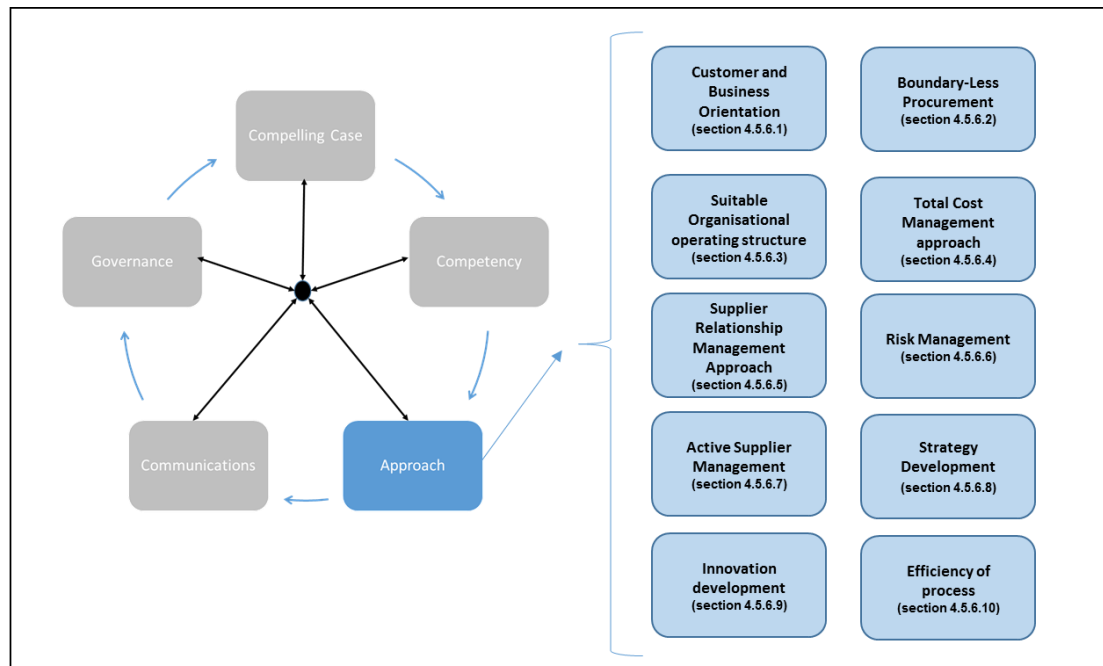 Compelling Case
Governance
Competency
Communications
Approach
Customer and
Business
Orientation
(section 4.5.6.1)
Boundary-Less
Procurement
(section 4.5.6.2)
Suitable
Organisational
operating structure
(section 4.5.6.3)
Total Cost
Management
approach
(section 4.5.6.4)
Supplier
Relationship
Management
Approach
(section 4.5.6.5)
Risk Management
(section 4.5.6.6)
Active Supplier
Management
(section 4.5.6.7)
Strategy
Development
(section 4.5.6.8)
Innovation
development
(section 4.5.6.9)
Efficiency of
process
(section 4.5.6.10)